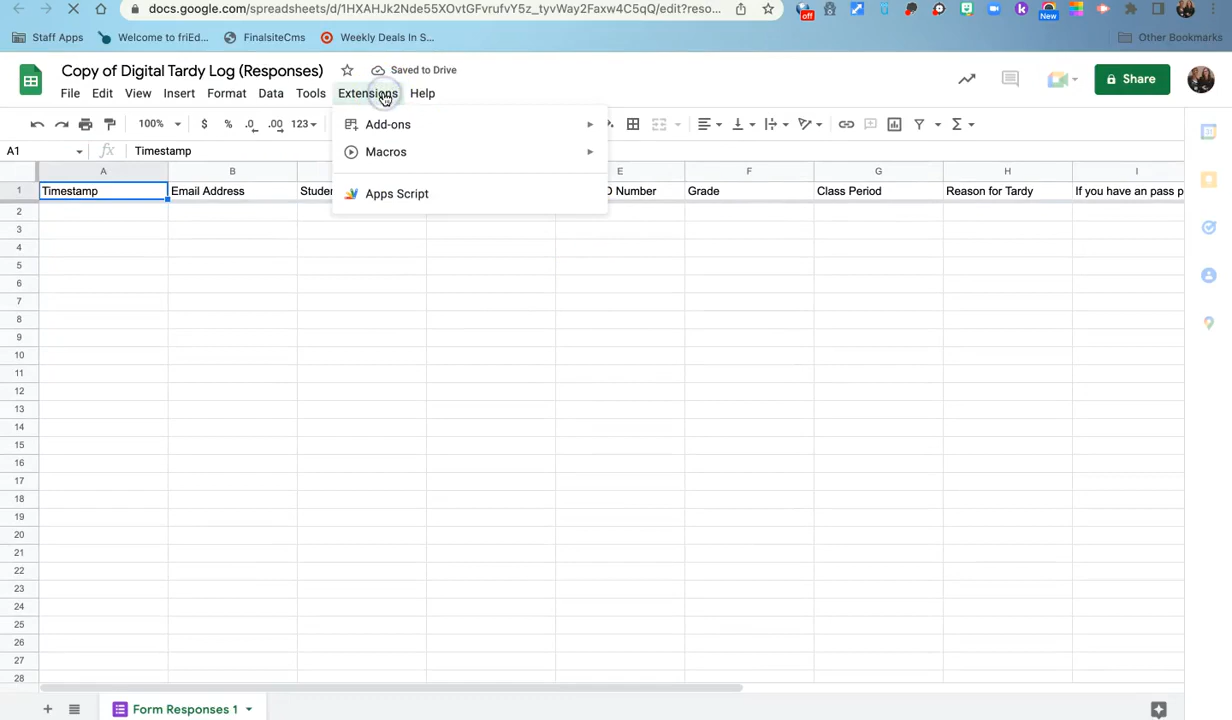 docs.google.com/spreadsheets/d/1HXAHJk2Nde55XOvtGFvrufvY5z_tyvWay2Faxw4C5qQ/edit?reso...
off
New
Staff Apps Welcome to friEd... FinalsiteCms Weekly Deals In S... Other Bookmarks
Copy of Digital Tardy Log (Responses) Saved to Drive
Share
File Edit View Insert Format Data Tools Extensions Help
100% $ % .0 .00 123
Add-ons
A1 fx Timestamp
Macros
A E F G H I
1 Timestamp Email Address Studen D Number Grade Class Period Reason for Tardy If you have an pass p
Apps Script
2
3
4
5
6
7
8
9
10
11
12
13
14
15
16
17
18
19
20
21
22
23
24
25
26
27
28
Form Responses 1